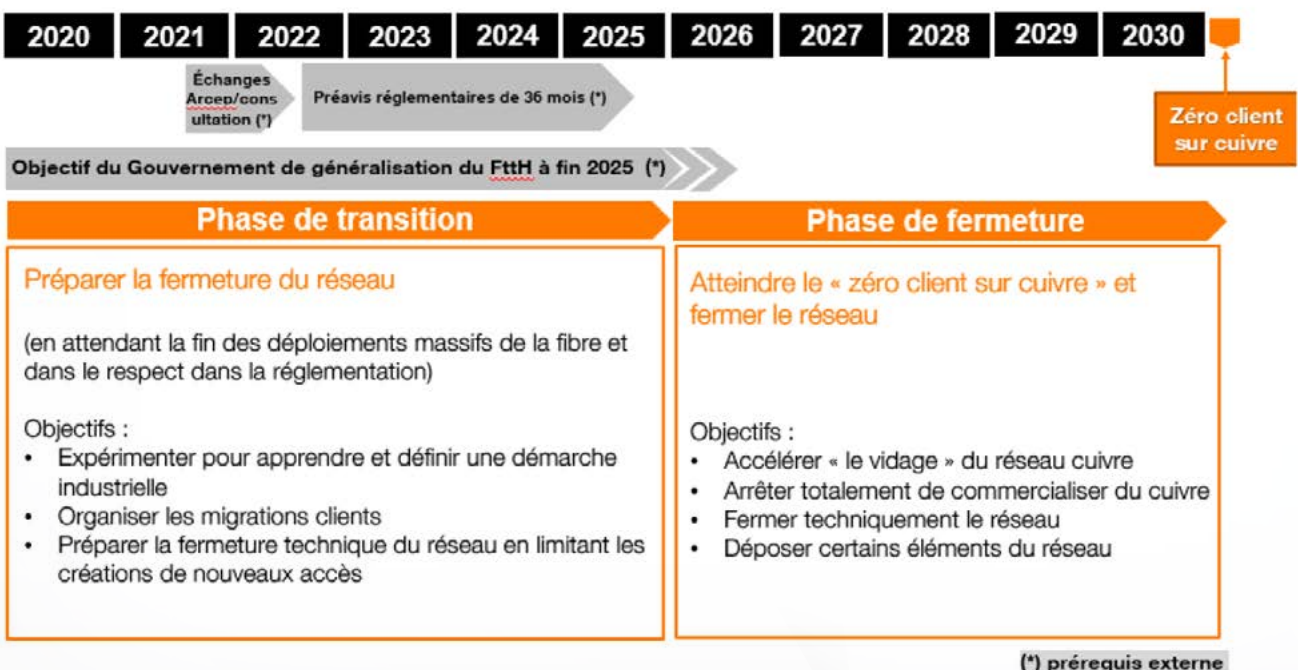 2020 2021 2022 2023 2024 2025 2026 2027 2028 2029 2030
Échanges
Arcep/cons
ultation (*)
Préavis réglementaires de 36 mois (*)
Zéro client
sur cuivre
Objectif du Gouvernement de généralisation du FttH à fin 2025 (*)
Phase de transition
Préparer la fermeture du réseau
(en attendant la fin des déploiements massifs de la fibre et
dans le respect dans la réglementation)
Objectifs :
• Expérimenter pour apprendre et définir une démarche
industrielle
• Organiser les migrations clients
• Préparer la fermeture technique du réseau en limitant les
créations de nouveaux accès
Phase de fermeture
Atteindre le « zéro client sur cuivre » et
fermer le réseau
Objectifs :
• Accélérer « le vidage » du réseau cuivre
• Arrêter totalement de commercialiser du cuivre
• Fermer techniquement le réseau
• Déposer certains éléments du réseau
(*) prérequis externe